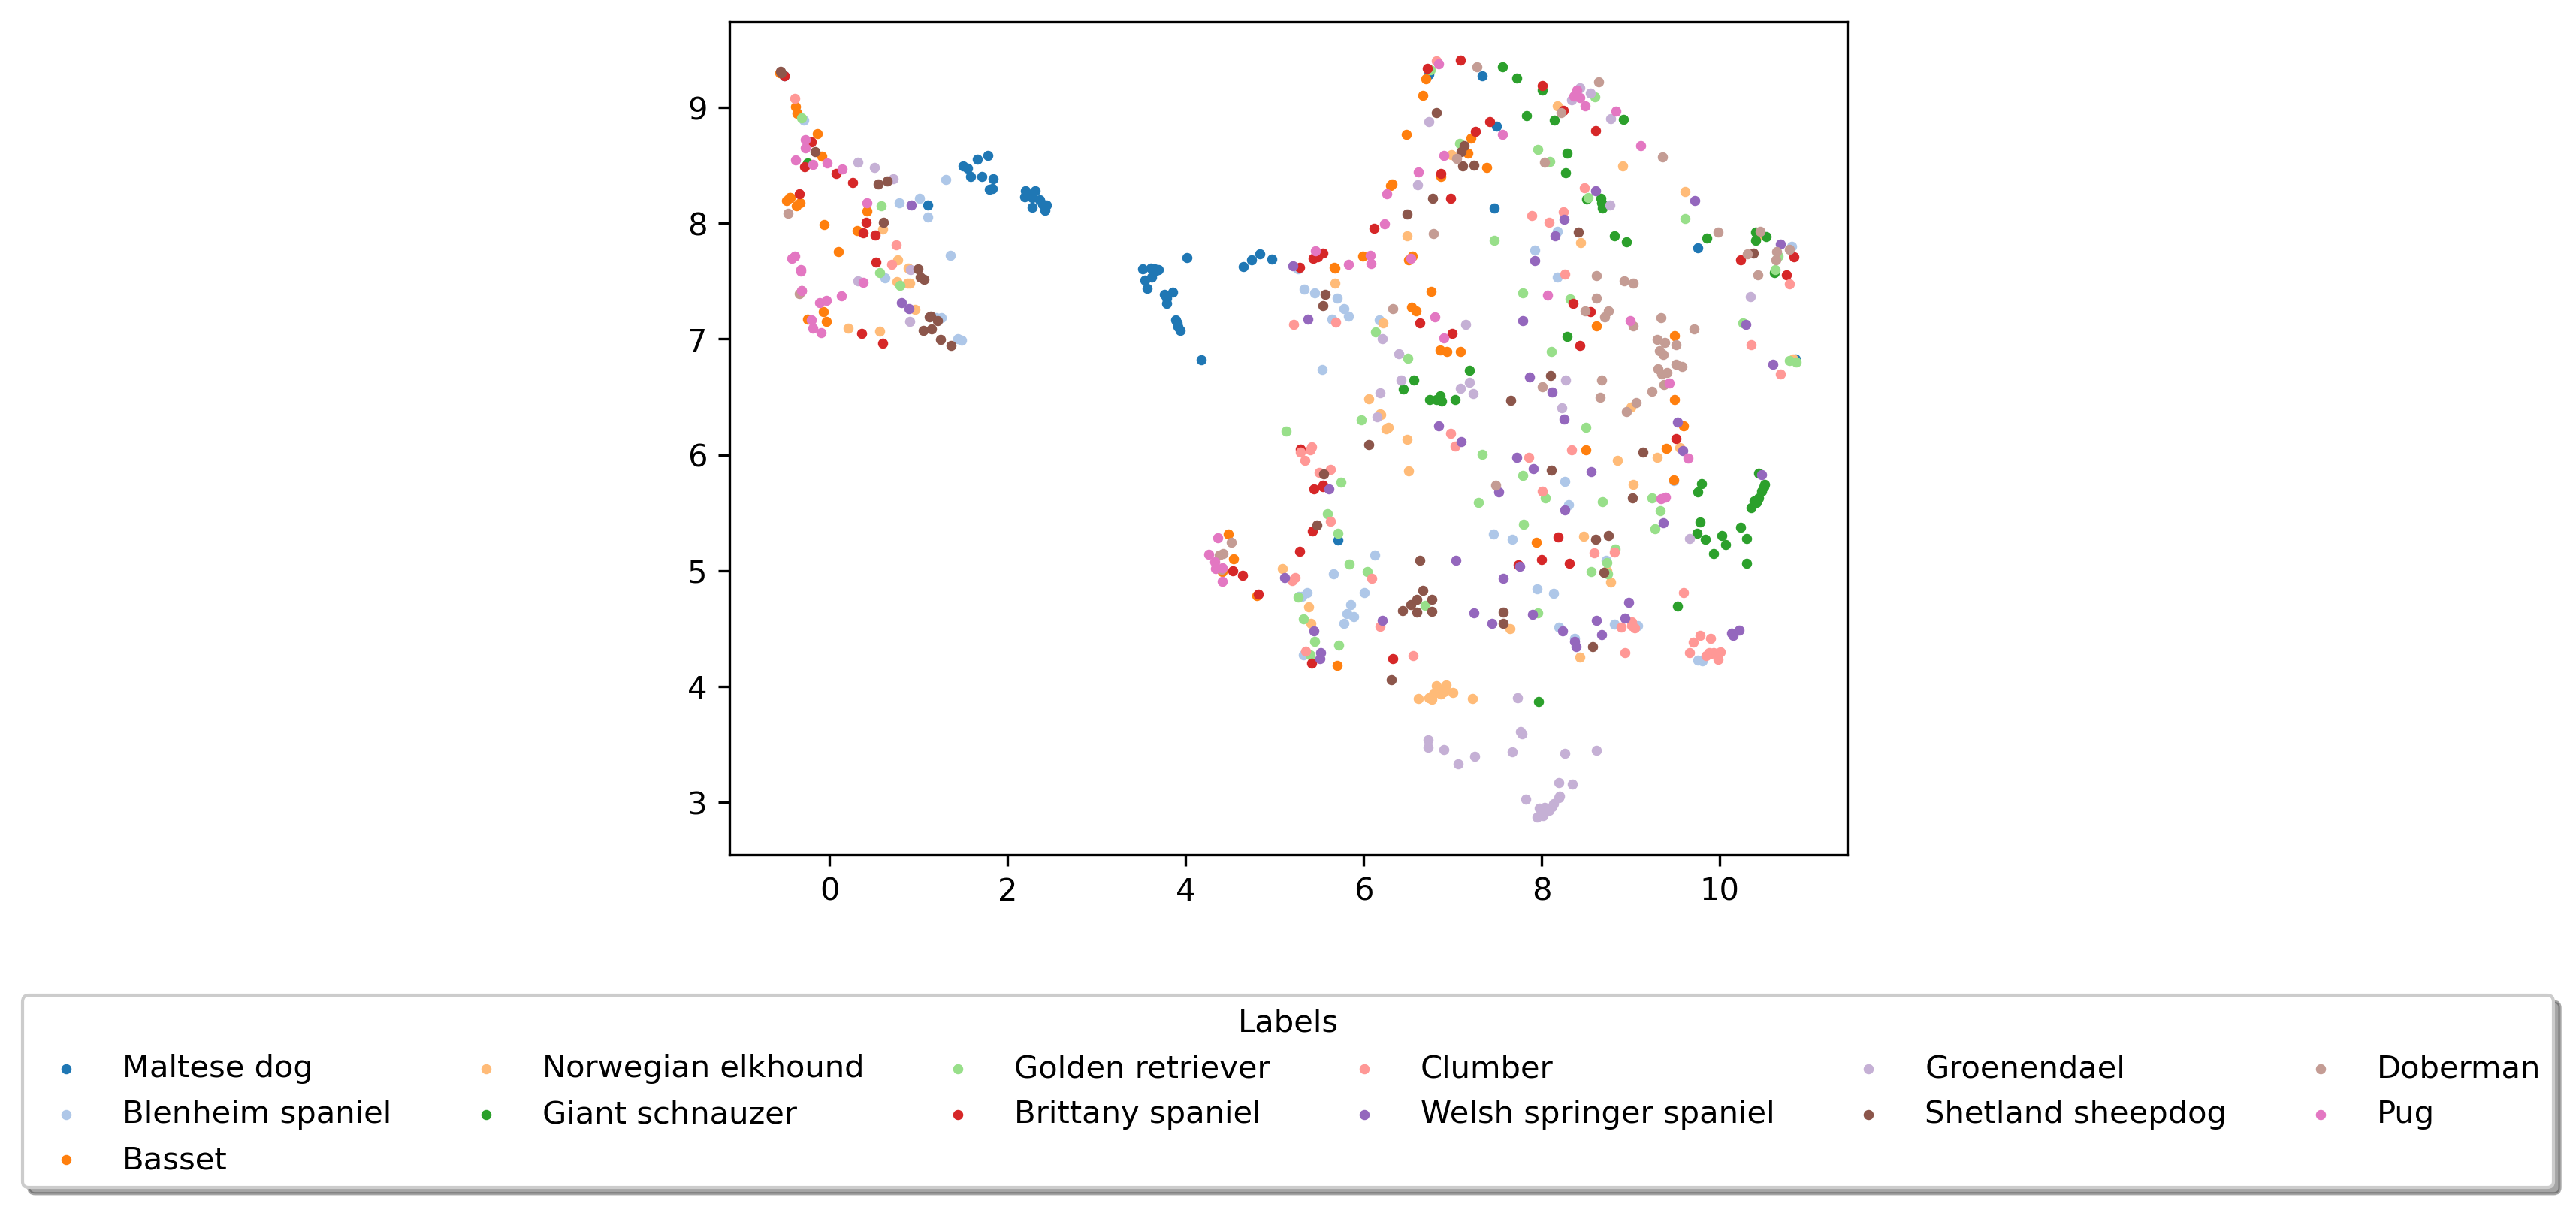 9
8
7
6
5
4
3
0 2 4 6 8 10
Labels
Maltese dog Norwegian elkhound Golden retriever Clumber Groenendael Doberman
Blenheim spaniel Giant schnauzer Brittany spaniel Welsh springer spaniel Shetland sheepdog Pug
Basset